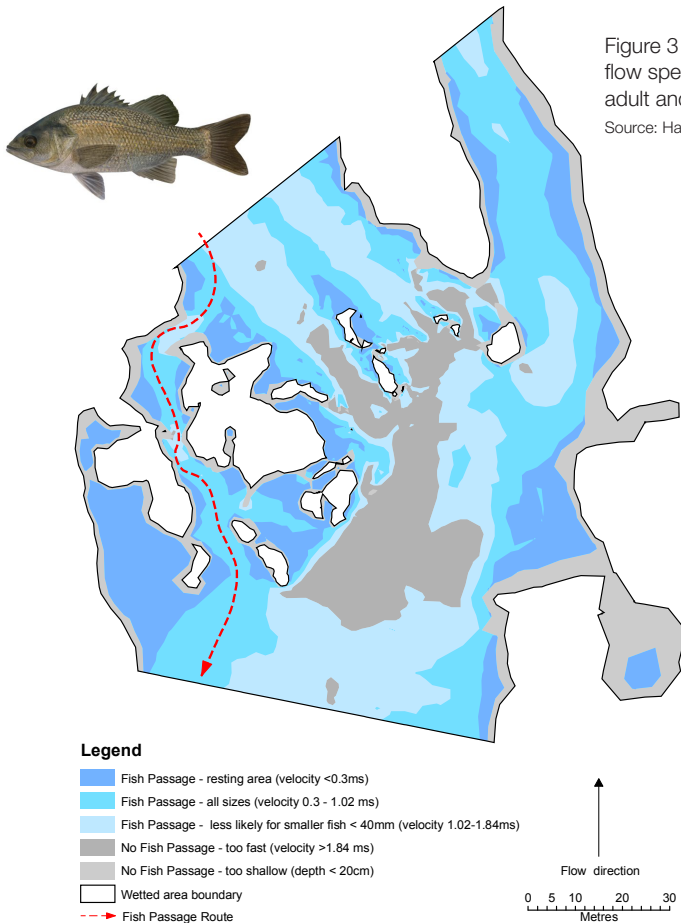 Figure 3
flow spe
adult and
Source: Ha
Legend
Fish Passage - resting area (velocity <0.3ms)
Fish Passage - all sizes (velocity 0.3 - 1.02 ms)
Fish Passage - less likely for smaller fish < 40mm (velocity 1.02-1.84ms)
No Fish Passage - too fast (velocity >1.84 ms)
No Fish Passage - too shallow (depth < 20cm)
Wetted area boundary
Fish Passage Route
Flow direction
0 5 10 20 30
Metres